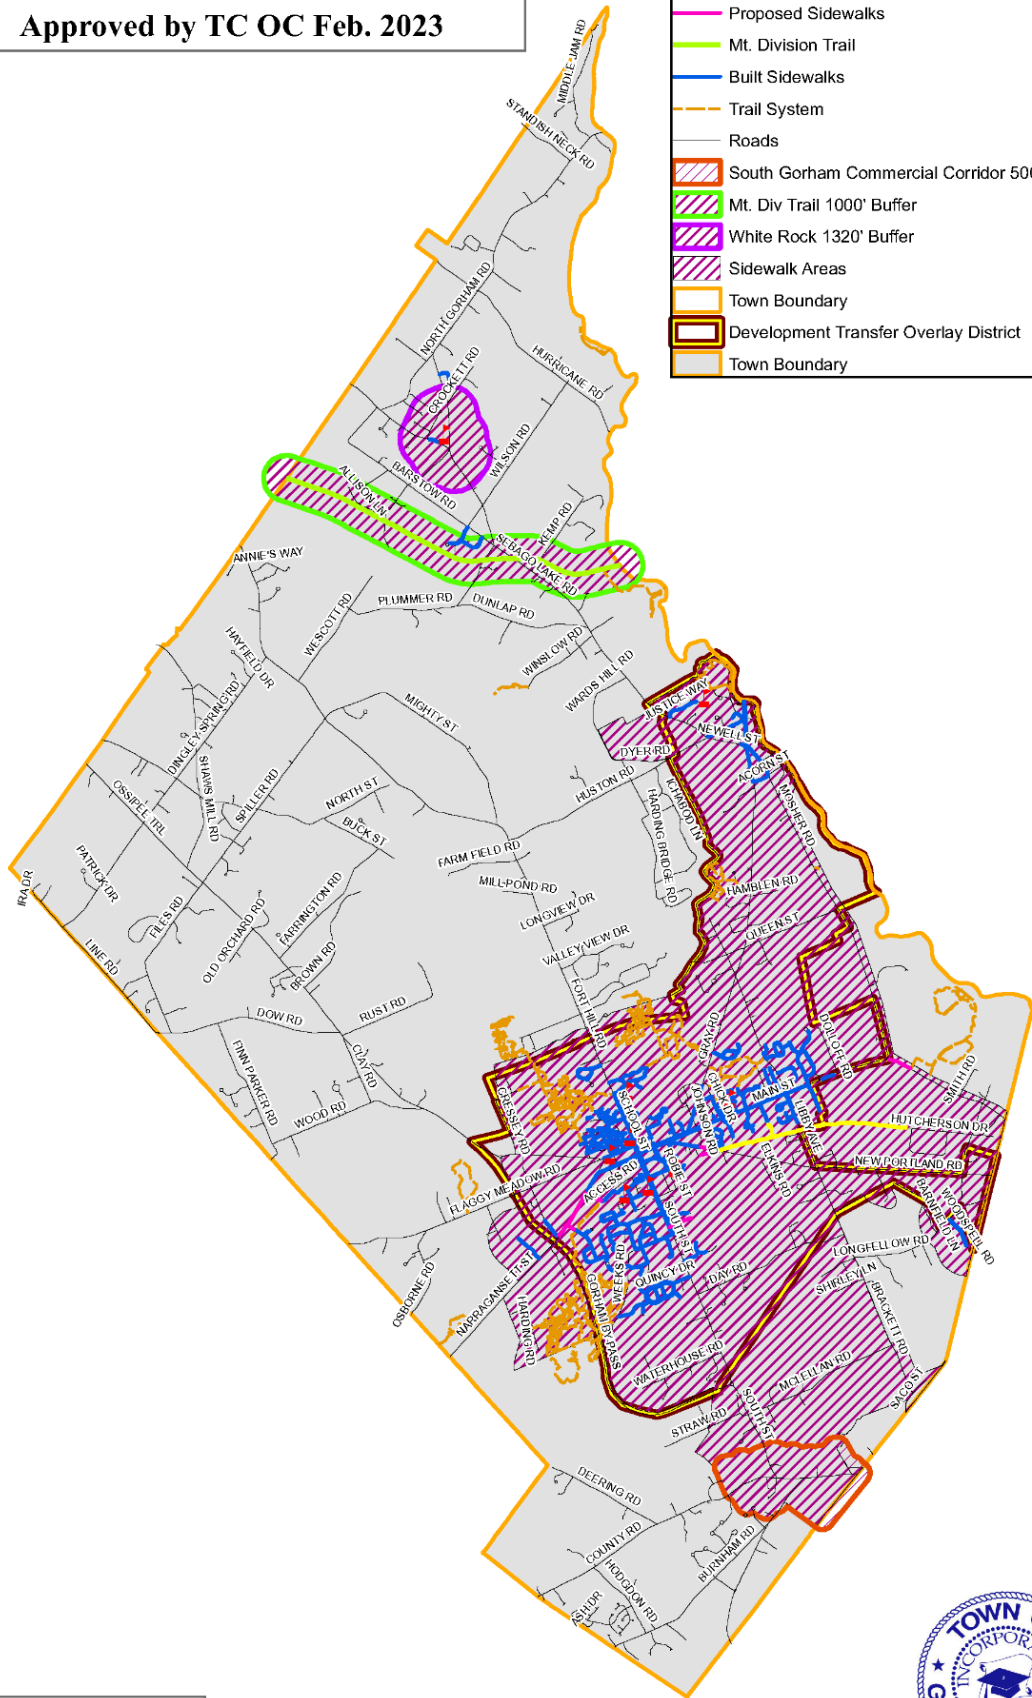 Approved by TC OC Feb. 2023
Proposed Sidewalks
Mt. Division Trail
Built Sidewalks
Trail System
Roads
South Gorham Commercial Corridor
Mt. Div Trail 1000' Buffer
White Rock 1320' Buffer
Sidewalk Areas
Town Boundary
Development Transfer Overlay District
Town Boundary
MIDDLE JAM RD
STANDISH NECK RD
NORTH GORHAM RD
HURRICANE RD
CROCKETT RD
WILSON RD
BARSTOW RD
ALLISON LN
KEMP RD
SEBAGO LAKE RD
ANNIE'S WAY
PLUMMER RD
DUNLAP RD
WESCOTT RD
WINSLOW RD
HAYFIELD DR
WARDS HILL RD
JUSTICE WAY
DINGLEY SPRING RD
MIGHTY ST
NEWELL ST
DYER RD
ACORN ST
SHAWS MILL RD
SPILLER RD
NORTH ST
HUSTON RD
ICHABOD LN
MOSHER RD
OSSIPEE TRL
BUCK ST
HARDING BRIDGE RD
FARM FIELD RD
PATRICK DR
IRA DR
MILL-POND RD
HAMBLEN RD
FILES RD
OLD ORCHARD RD
FARRINGTON RD
LONGVIEW DR
QUEEN ST
LINE RD
BROWN RD
VALLEY VIEW DR
FORT HILL RD
DOW RD
RUST RD
GRAY RD
DOLLOFF RD
FINN PARKER RD
CLAY RD
WOOD RD
CRESSEY RD
SCHOOL ST
CHICK DR
JOHNSON RD
MAIN ST
LIBBY AVE
SMITH RD
HUTCHERSON DR
NEW PORTLAND RD
FLAGGY MEADOW RD
ACCESS RD
ROBIE ST
ELKINS RD
SOUTH ST
BARNFIELD LN
WOODSPELL RD
LONGFELLOW RD
OSBORNE RD
NARRAGANSETT ST
WEEKS RD
QUINCY DR
DAY RD
SHIRLEY LN
BRACKETT RD
HARDING RD
GORHAM BY-PASS
WATERHOUSE RD
MCLELLAN RD
SACO ST
STRAW RD
SOUTH ST
DEERING RD
COUNTY RD
BURNHAM RD
HODGDON RD
ASH DR
TOWN